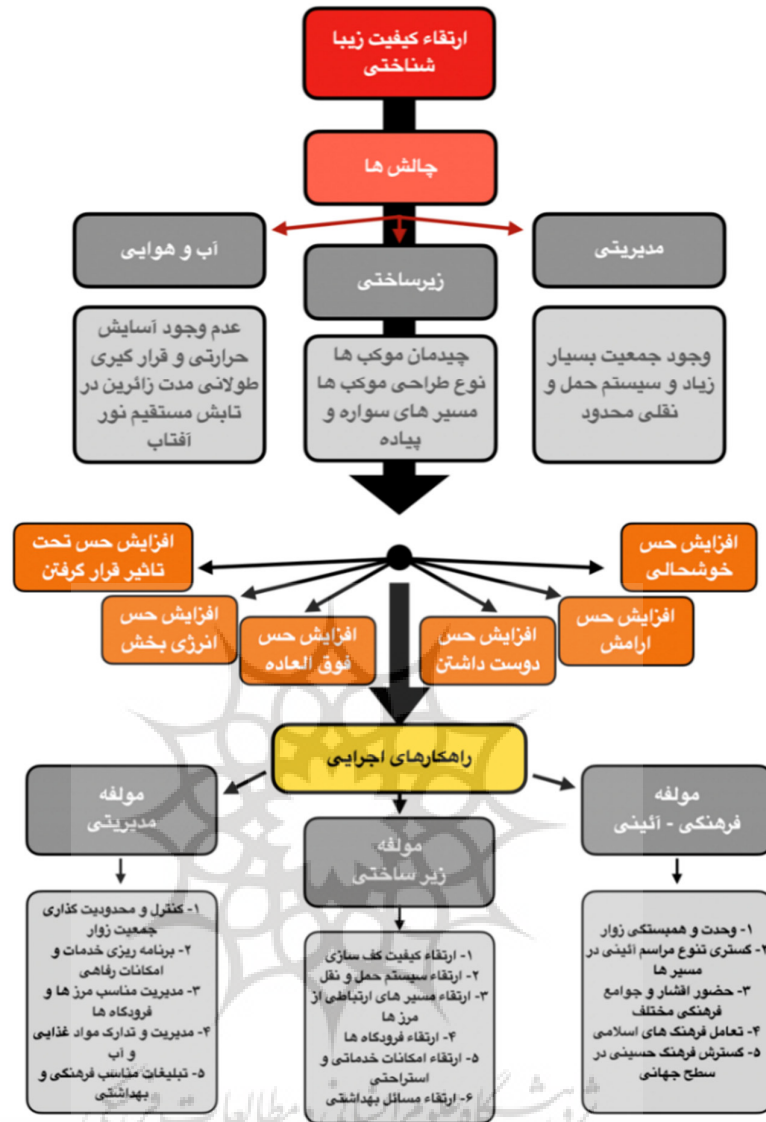 ارتقاء کیفیت زیبا
شناختی
چالش ها
مدیریتی
زیرساختی
آب و هوایی
وجود جمعیت بسیار
زیاد و سیستم حمل و
نقلی محدود
چیدمان موکب ها
نوع طراحی موکب ها
مسیر های سواره و
پیاده
عدم وجود آسایش
حرارتی و قرار گیری
طولانی مدت زائرین در
تابش مستقیم نور
آفتاب
افزایش حس
خوشحالی
افزایش حس
ارامش
افزایش حس
دوست داشتن
افزایش حس
فوق العاده
افزایش حس
انرژی بخش
افزایش حس تحت
تاثیر قرار گرفتن
راهکارهای اجرایی
مولفه
فرهنگی - آئینی
مولفه
زیر ساختی
مولفه
مدیریتی
۱- وحدت و همبستگی زوار
۲- گستری تنوع مراسم آئینی در
مسیر ها
۳- حضور اقشار و جوامع
فرهنگی مختلف
۴- تعامل فرهنگ های اسلامی
۵- گسترش فرهنگ حسینی در
سطح جهانی
۱- ارتقاء کیفیت کف سازی
۲- ارتقاء سیستم حمل و نقل
۳- ارتقاء مسیر های ارتباطی از
مرز ها
۴- ارتقاء فرودگاه ها
۵- ارتقاء امکانات خدماتی و
استراحتی
۶- ارتقاء مسائل بهداشتی
۱- کنترل و محدودیت گذاری
جمعیت زوار
۲- برنامه ریزی خدمات و
امکانات رفاهی
۳- مدیریت مناسب مرز ها و
فرودگاه ها
۴- مدیریت و تدارک مواد غذایی
و آب
۵- تبلیغات مناسب فرهنگی و
بهداشتی
پژوهشگاه علوم انسانی و مطالعات فرهنگی